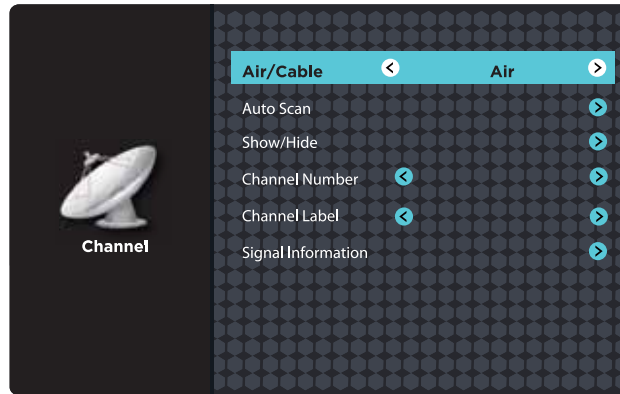 Channel
Air/Cable Air
Auto Scan
Show/Hide
Channel Number
Channel Label
Signal Information